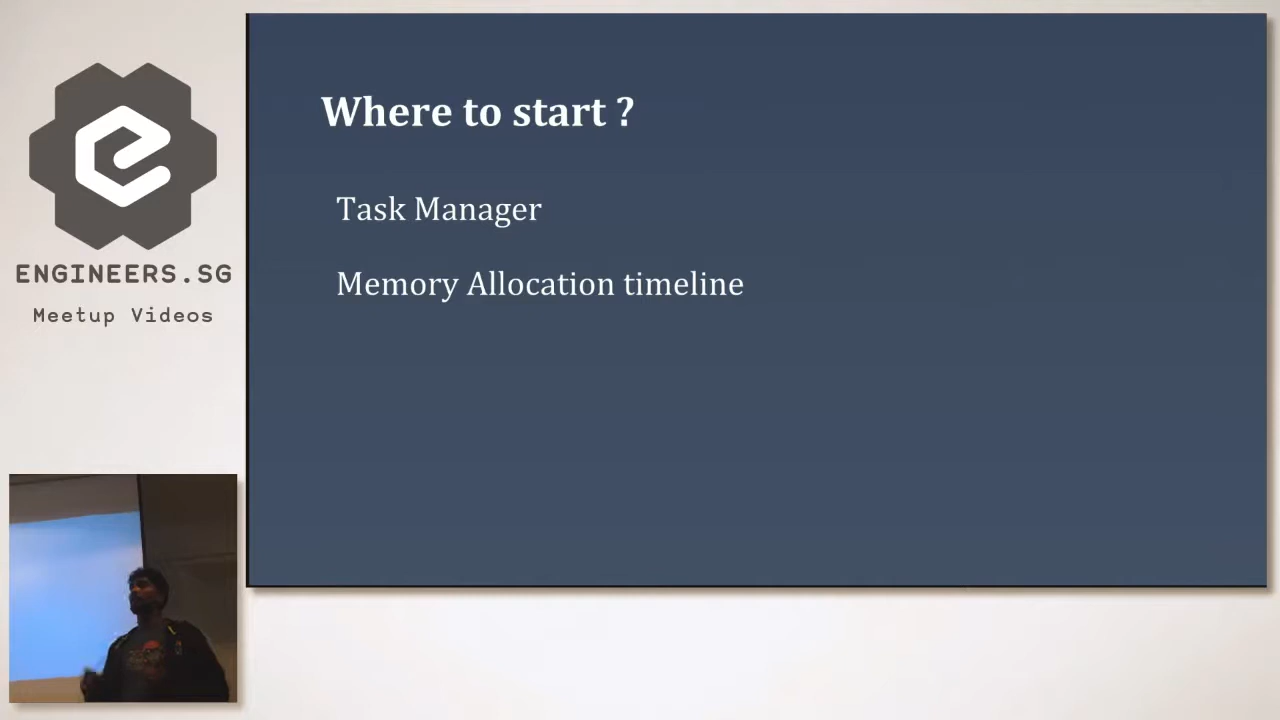 ENGINEERS.SG
Meetup Videos
Where to start ?
Task Manager
Memory Allocation timeline